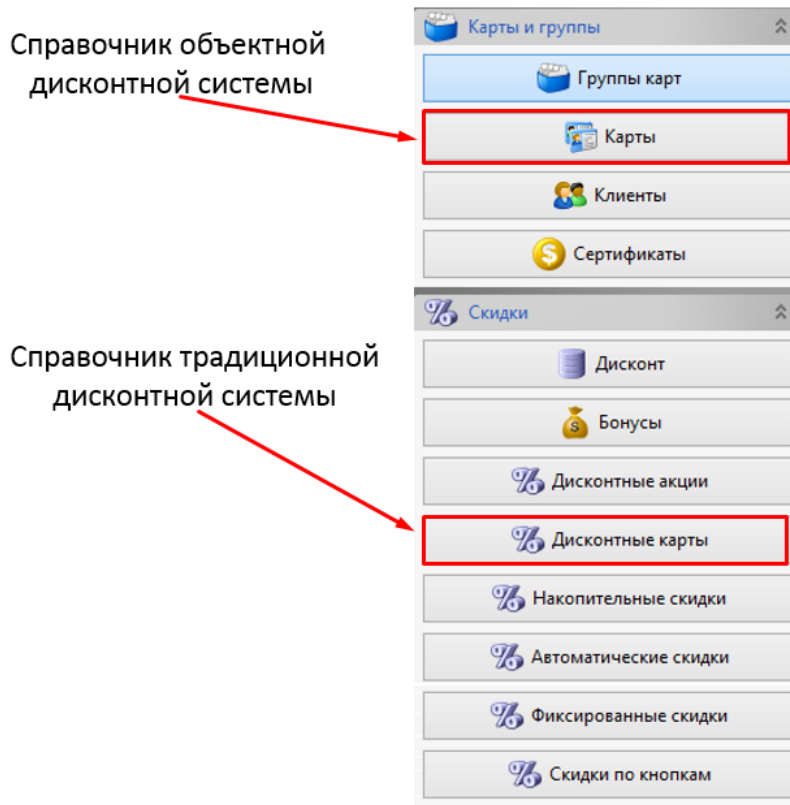 Справочник объектной
дисконтной системы
Карты и группы
Группы карт
Карты
Клиенты
Сертификаты
Скидки
Справочник традиционной
дисконтной системы
Дисконт
Бонусы
Дисконтные акции
Дисконтные карты
Накопительные скидки
Автоматические скидки
Фиксированные скидки
Скидки по кнопкам